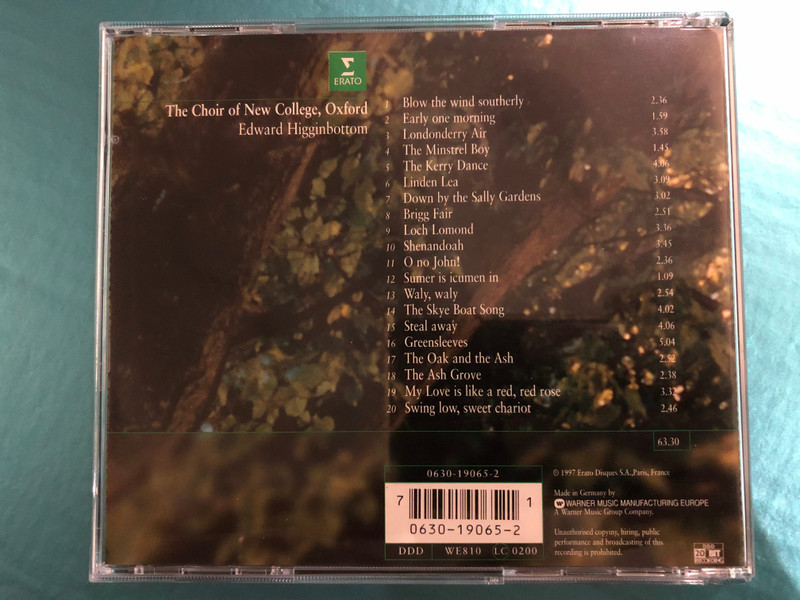 ERATO
The Choir of New College, Oxford
Edward Higginbottom
1 Blow the wind southerly 2.36
2 Early one morning 1.59
3 Londonderry Air 3.58
4 The Minstrel Boy 1.45
5 The Kerry Dance 4.06
6 Linden Lea 3.09
7 Down by the Sally Gardens 3.02
8 Brigg Fair 2.51
9 Loch Lomond 3.36
10 Shenandoah 3.45
11 O no John! 2.36
12 Sumer is icumen in 1.09
13 Waly, waly 2.54
14 The Skye Boat Song 4.02
15 Steal away 4.06
16 Greensleeves 5.04
17 The Oak and the Ash 2.52
18 The Ash Grove 2.38
19 My Love is like a red, red rose
20 Swing low, sweet chariot 2.46
63.30
0630-19065-2
7 1
0630-19065-2
DDD WE810 LC 0200
℗ 1997 Erato Disques S.A., Paris, France
Made in Germany by
WARNER MUSIC MANUFACTURING EUROPE
A Warner Music Group Company.
Unauthorised copying, hiring, public
performance and broadcasting of this
recording is prohibited.
20 BIT
RECORDING